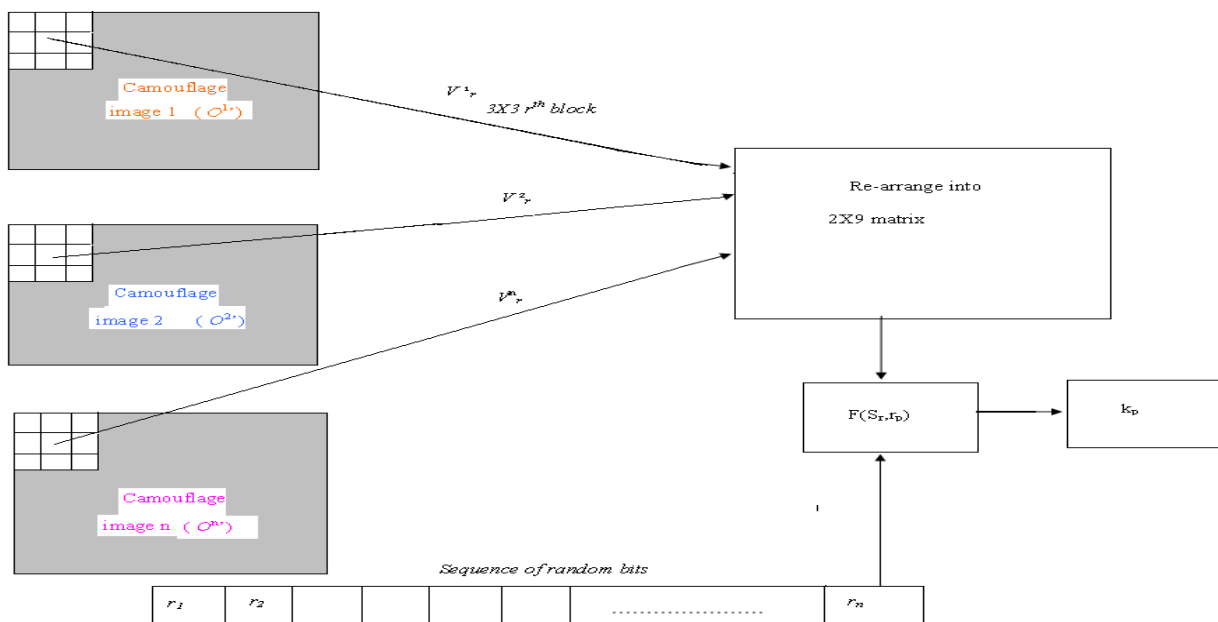 Camouflage
image 1 ( O¹’)
V¹ᵣ
3X3 rᵗʰ block
Re-arrange into
2X9 matrix
V²ᵣ
Camouflage
image 2 ( O²’)
Vⁿᵣ
F(Sᵣ,rₚ)
kₚ
Camouflage
image n ( Oⁿ’)
Sequence of random bits
r₁ r₂ ........................ rₙ